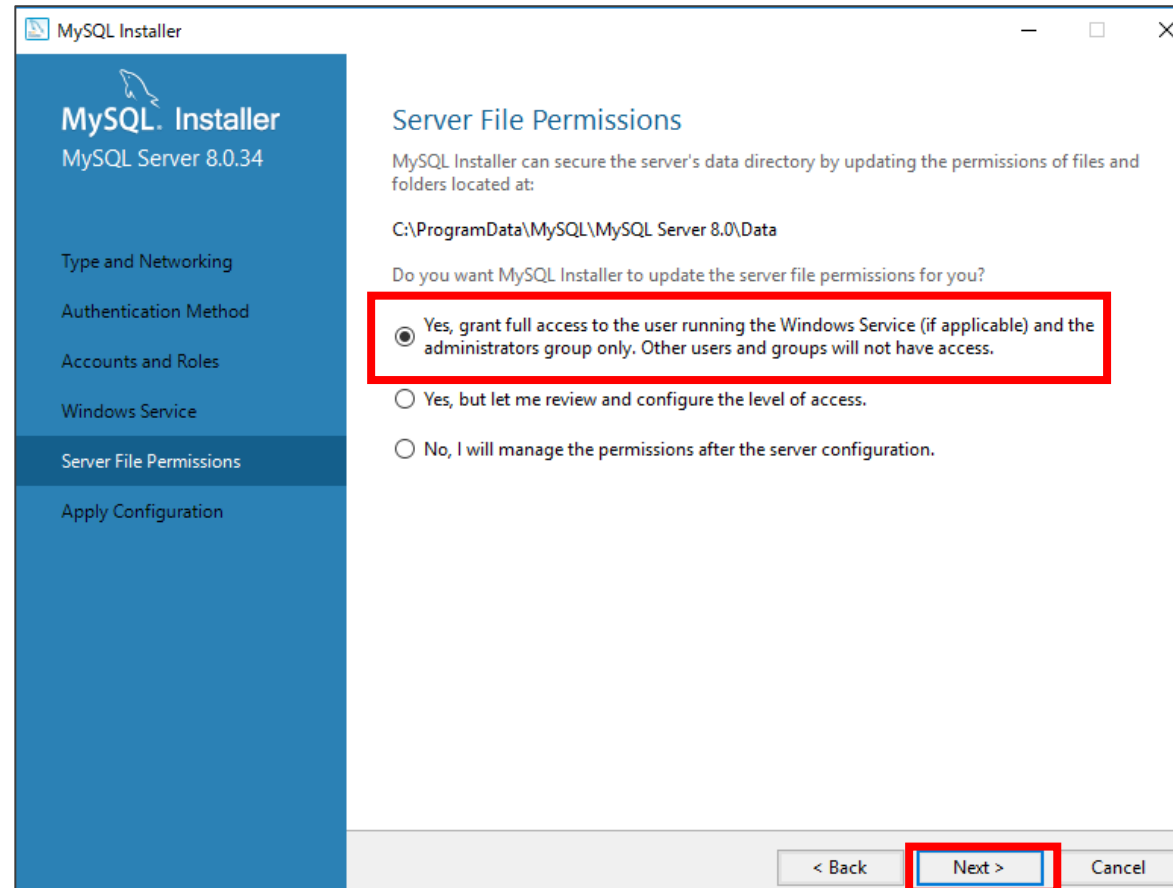 MySQL Installer
MySQL. Installer
MySQL Server 8.0.34
Type and Networking
Authentication Method
Accounts and Roles
Windows Service
Server File Permissions
Apply Configuration
Server File Permissions
MySQL Installer can secure the server's data directory by updating the permissions of files and
folders located at:
C:\ProgramData\MySQL\MySQL Server 8.0\Data
Do you want MySQL Installer to update the server file permissions for you?
Yes, grant full access to the user running the Windows Service (if applicable) and the
administrators group only. Other users and groups will not have access.
Yes, but let me review and configure the level of access.
No, I will manage the permissions after the server configuration.
< Back
Next >
Cancel